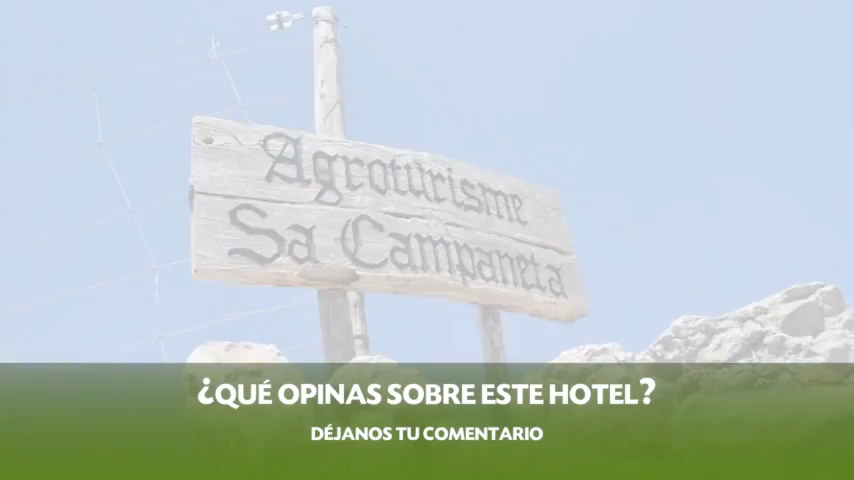 Agroturisme
Sa Campaneta
¿QUÉ OPINAS SOBRE ESTE HOTEL?
DÉJANOS TU COMENTARIO